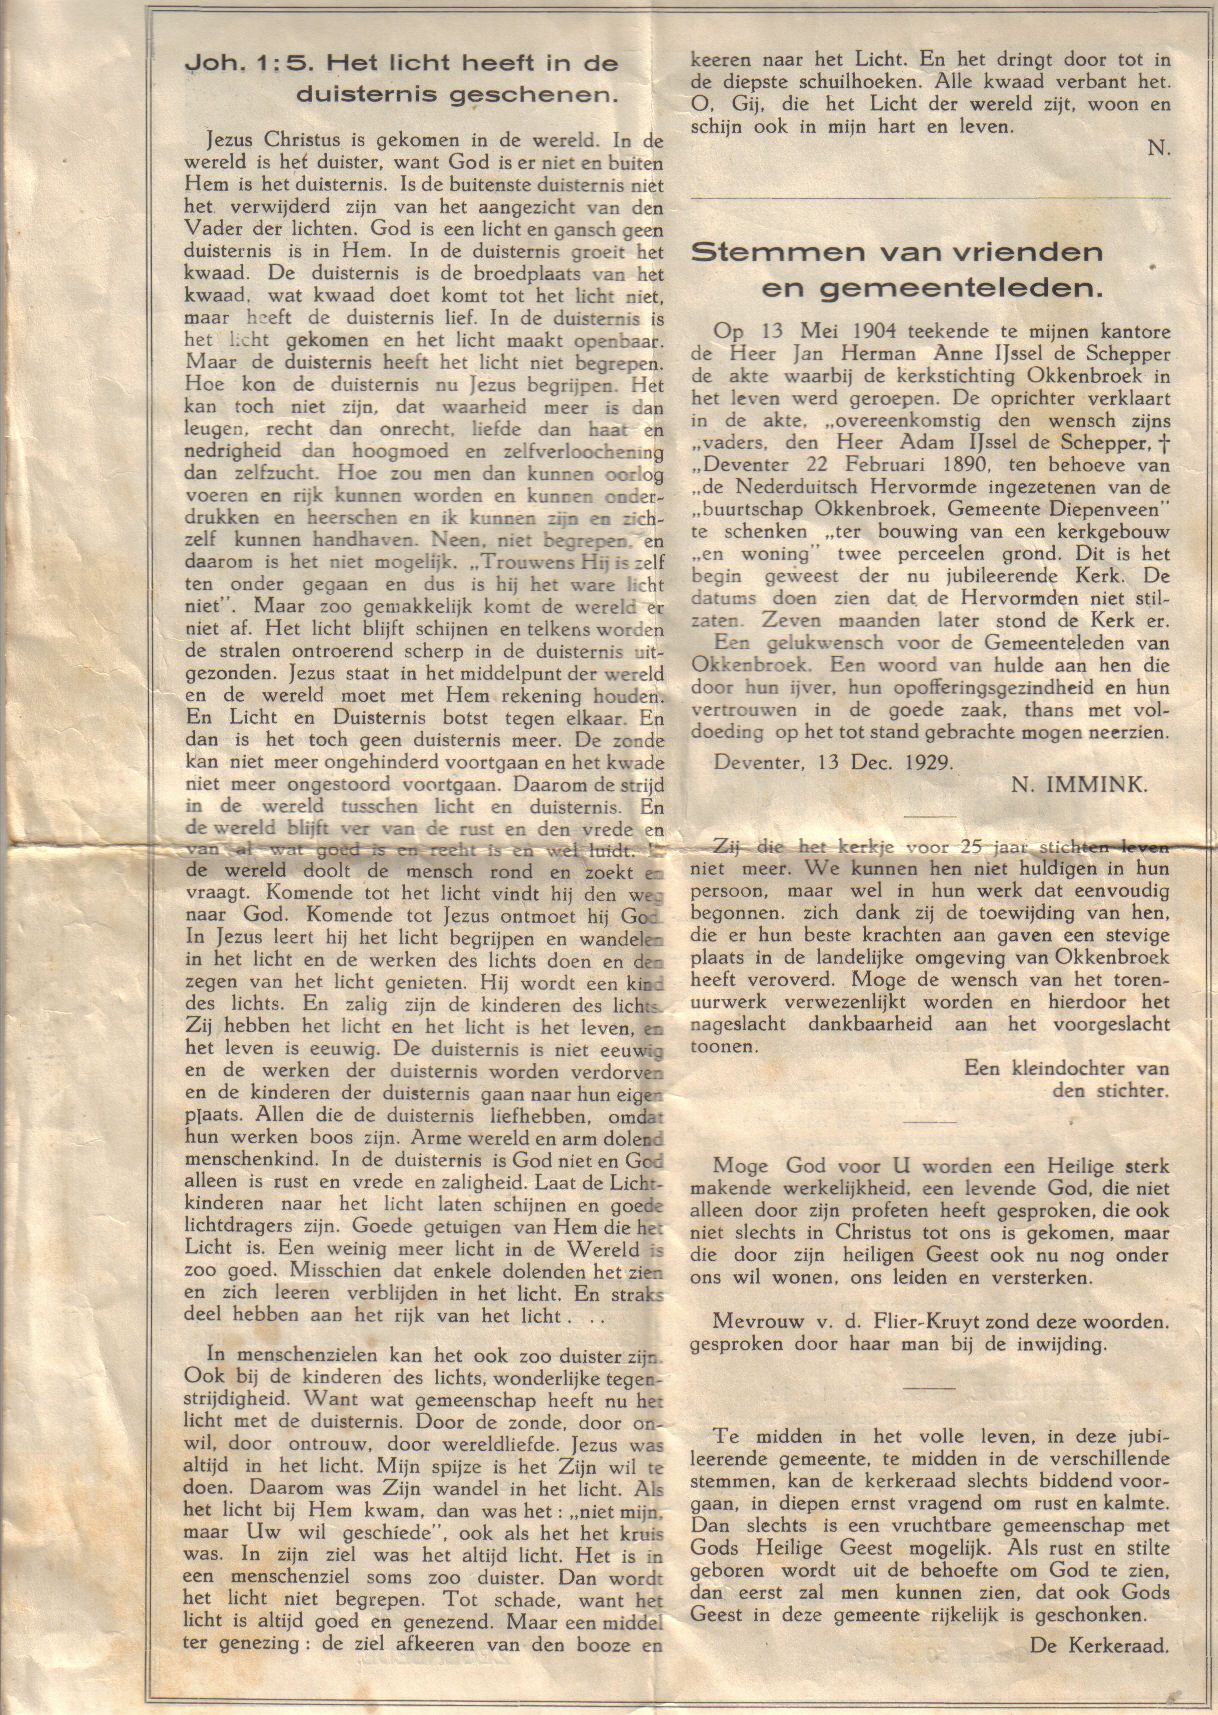 Joh. 1:5. Het licht heeft in de
duisternis geschenen.
Jezus Christus is gekomen in de wereld. In de
wereld is het duister, want God is er niet en buiten
Hem is het duisternis. Is de buitenste duisternis niet
het verwijderd zijn van het aangezicht van den
Vader der lichten. God is een licht en gansch geen
duisternis is in Hem. In de duisternis groeit het
kwaad. De duisternis is de broedplaats van het
kwaad, wat kwaad doet komt tot het licht niet,
maar heeft de duisternis lief. In de duisternis is
het licht gekomen en het licht maakt openbaar.
Maar de duisternis heeft het licht niet begrepen.
Hoe kon de duisternis nu Jezus begrijpen. Het
kan toch niet zijn, dat waarheid meer is dan
leugen, recht dan onrecht, liefde dan haat en
nedrigheid dan hoogmoed en zelfverloochening
dan zelfzucht. Hoe zou men dan kunnen oorlog
voeren en rijk kunnen worden en kunnen onder-
drukken en heerschen en ik kunnen zijn en zich-
zelf kunnen handhaven. Neen, niet begrepen, en
daarom is het niet mogelijk. „Trouwens Hij is zelf
ten onder gegaan en dus is hij het ware licht
niet”. Maar zoo gemakkelijk komt de wereld er
niet af. Het licht blijft schijnen en telkens worden
de stralen ontroerend scherp in de duisternis uit-
gezonden. Jezus staat in het middelpunt der wereld
en de wereld moet met Hem rekening houden.
En Licht en Duisternis botst tegen elkaar. En
dan is het toch geen duisternis meer. De zonde
kan niet meer ongehinderd voortgaan en het kwade
niet meer ongestoord voortgaan. Daarom de strijd
in de wereld tusschen licht en duisternis. En
de wereld blijft ver van de rust en den vrede en
van al wat goed is en recht is en wel luidt.
de wereld doolt de mensch rond en zoekt en
vraagt. Komende tot het licht vindt hij den weg
naar God. Komende tot Jezus ontmoet hij God.
In Jezus leert hij het licht begrijpen en wandelen
in het licht en de werken des lichts doen en den
zegen van het licht genieten. Hij wordt een kind
des lichts. En zalig zijn de kinderen des lichts.
Zij hebben het licht en het licht is het leven, en
het leven is eeuwig. De duisternis is niet eeuwig
en de werken der duisternis worden verdorven
en de kinderen der duisternis gaan naar hun eigen
plaats. Allen die de duisternis liefhebben, omdat
hun werken boos zijn. Arme wereld en arm dolend
menschenkind. In de duisternis is God niet en God
alleen is rust en vrede en zaligheid. Laat de Licht-
kinderen naar het licht laten schijnen en goede
lichtdragers zijn. Goede getuigen van Hem die het
Licht is. Een weinig meer licht in de Wereld is
zoo goed. Misschien dat enkele dolenden het zien
en zich leeren verblijden in het licht. En straks
deel hebben aan het rijk van het licht. . .
In menschenzielen kan het ook zoo duister zijn.
Ook bij de kinderen des lichts, wonderlijke tegen-
strijdigheid. Want wat gemeenschap heeft nu het
licht met de duisternis. Door de zonde, door on-
wil, door ontrouw, door wereldliefde. Jezus was
altijd in het licht. Mijn spijze is het Zijn wil te
doen. Daarom was Zijn wandel in het licht. Als
het licht bij Hem kwam, dan was het: „niet mijn,
maar Uw wil geschiede”, ook als het het kruis
was. In zijn ziel was het altijd licht. Het is in
een menschenziel soms zoo duister. Dan wordt
het licht niet begrepen. Tot schade, want het
licht is altijd goed en genezend. Maar een middel
ter genezing: de ziel afkeeren van den booze en
keeren naar het Licht. En het dringt door tot in
de diepste schuilhoeken. Alle kwaad verbant het.
O, Gij, die het Licht der wereld zijt, woon en
schijn ook in mijn hart en leven.
N.
Stemmen van vrienden
en gemeenteleden.
Op 13 Mei 1904 teekende te mijnen kantore
de Heer Jan Herman Anne IJssel de Schepper
de akte waarbij de kerkstichting Okkenbroek in
het leven werd geroepen. De oprichter verklaart
in de akte, „overeenkomstig den wensch zijns
„vaders, den Heer Adam IJssel de Schepper, †
„Deventer 22 Februari 1890, ten behoeve van
„de Nederduitsch Hervormde ingezetenen van de
„buurtschap Okkenbroek, Gemeente Diepenveen”
te schenken „ter bouwing van een kerkgebouw
„en woning” twee perceelen grond. Dit is het
begin geweest der nu jubileerende Kerk. De
datums doen zien dat de Hervormden niet stil-
zaten. Zeven maanden later stond de Kerk er.
Een gelukwensch voor de Gemeenteleden van
Okkenbroek. Een woord van hulde aan hen die
door hun ijver, hun opofferingsgezindheid en hun
vertrouwen in de goede zaak, thans met vol-
doeding op het tot stand gebrachte mogen neerzien.
Deventer, 13 Dec. 1929.
N. IMMINK.
Zij die het kerkje voor 25 jaar stichten leven
niet meer. We kunnen hen niet huldigen in hun
persoon, maar wel in hun werk dat eenvoudig
begonnen. zich dank zij de toewijding van hen,
die er hun beste krachten aan gaven een stevige
plaats in de landelijke omgeving van Okkenbroek
heeft veroverd. Moge de wensch van het toren-
uurwerk verwezenlijkt worden en hierdoor het
nageslacht dankbaarheid aan het voorgeslacht
toonen.
Een kleindochter van
den stichter.
Moge God voor U worden een Heilige sterk
makende werkelijkheid, een levende God, die niet
alleen door zijn profeten heeft gesproken, die ook
niet slechts in Christus tot ons is gekomen, maar
die door zijn heiligen Geest ook nu nog onder
ons wil wonen, ons leiden en versterken.
Mevrouw v. d. Flier-Kruyt zond deze woorden.
gesproken door haar man bij de inwijding.
Te midden in het volle leven, in deze jubi-
leerende gemeente, te midden in de verschillende
stemmen, kan de kerkeraad slechts biddend voor-
gaan, in diepen ernst vragend om rust en kalmte.
Dan slechts is een vruchtbare gemeenschap met
Gods Heilige Geest mogelijk. Als rust en stilte
geboren wordt uit de behoefte om God te zien,
dan eerst zal men kunnen zien, dat ook Gods
Geest in deze gemeente rijkelijk is geschonken.
De Kerkeraad.